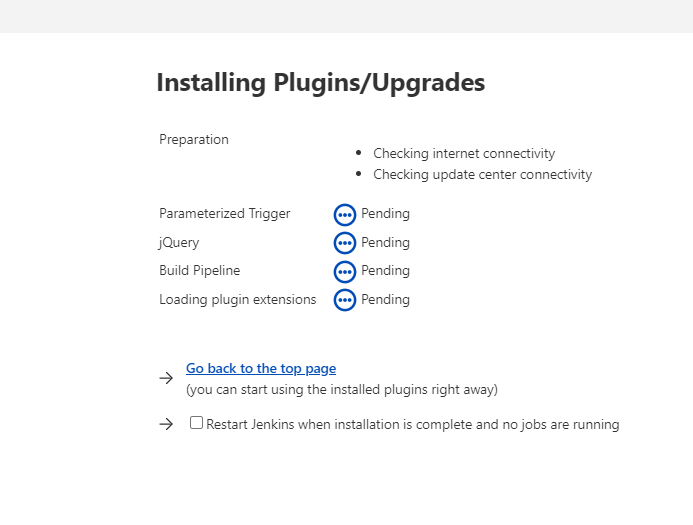 Installing Plugins/Upgrades
Preparation
Checking internet connectivity
Checking update center connectivity
Parameterized Trigger Pending
jQuery Pending
Build Pipeline Pending
Loading plugin extensions Pending
Go back to the top page
(you can start using the installed plugins right away)
Restart Jenkins when installation is complete and no jobs are running